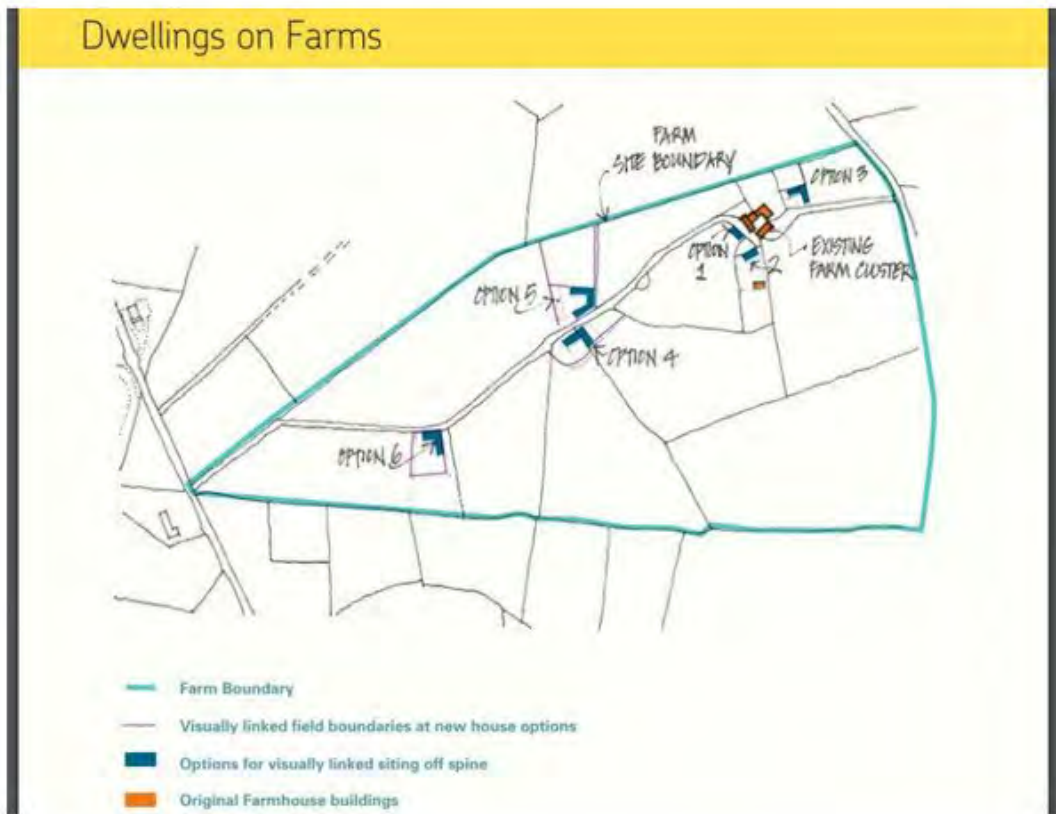 Dwellings on Farms
FARM
SITE BOUNDARY
OPTION 3
OPTION
1
2
EXISTING
FARM CLUSTER
OPTION 5
OPTION 4
OPTION 6
Farm Boundary
Visually linked field boundaries at new house options
Options for visually linked siting off spine
Original Farmhouse buildings